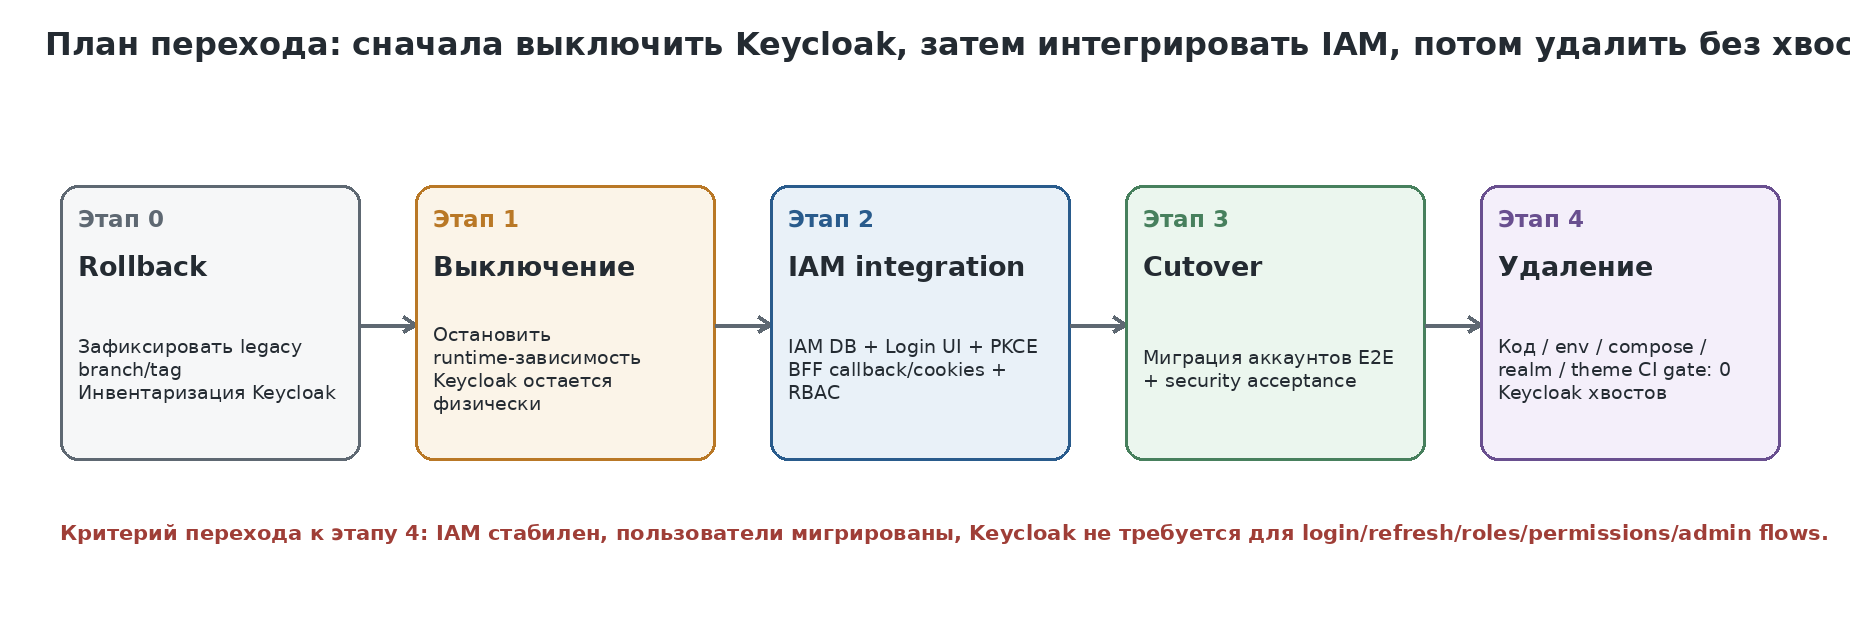 План перехода: сначала выключить Keycloak, затем интегрировать IAM, потом удалить без хвос
Этап 0
Rollback
Зафиксировать legacy
branch/tag
Инвентаризация Keycloak
Этап 1
Выключение
Остановить
runtime-зависимость
Keycloak остается
физически
Этап 2
IAM integration
IAM DB + Login UI + PKCE
BFF callback/cookies +
RBAC
Этап 3
Cutover
Миграция аккаунтов E2E
+ security acceptance
Этап 4
Удаление
Код / env / compose /
realm / theme CI gate: 0
Keycloak хвостов
Критерий перехода к этапу 4: IAM стабилен, пользователи мигрированы, Keycloak не требуется для login/refresh/roles/permissions/admin flows.